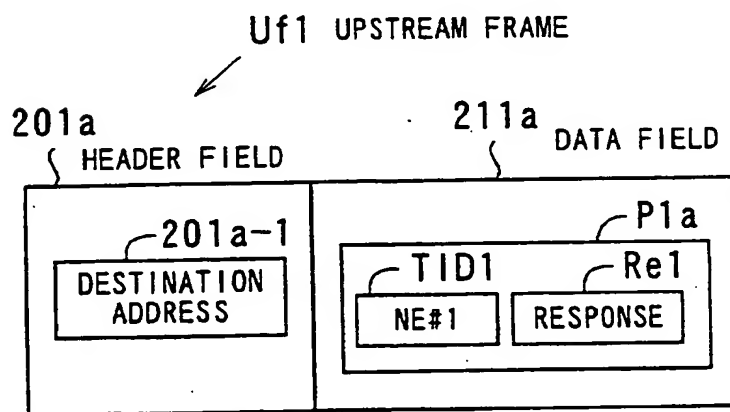 Uf1 UPSTREAM FRAME
201a HEADER FIELD
211a DATA FIELD
201a-1
DESTINATION
ADDRESS
P1a
TID1
NE#1
Re1
RESPONSE